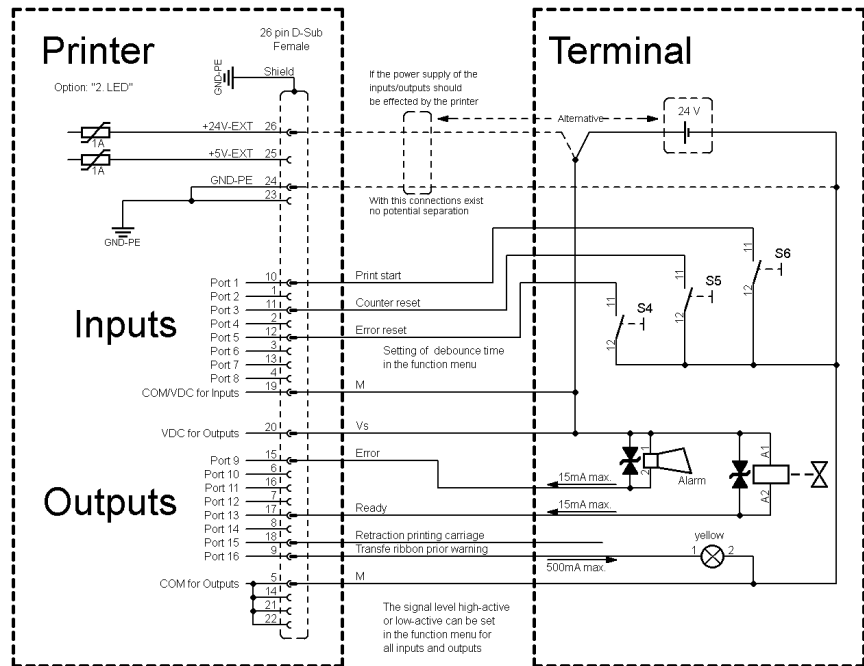 Printer
26 pin D-Sub
Female
Terminal
Option: "2. LED"
GND-PE
Shield
If the power supply of the
inputs/outputs should
be effected by the printer
Alternative
24 V
+24V-EXT 26
1A
+5V-EXT 25
1A
GND-PE 24
23
GND-PE
With this connections exist
no potential separation
Inputs
Port 1 10 Print start
Port 2 1
Port 3 11 Counter reset
Port 4 2
Port 5 12 Error reset
Port 6 3
Port 7 13
Port 8 4
COM/VDC for Inputs 19 M
Setting of debounce time
in the function menu
11 S6
12
11 S5
12
11 S4
12
VDC for Outputs 20 Vs
Outputs
Port 9 15 Error
Port 10 6
Port 11 16
Port 12 7
Port 13 17 Ready
Port 14 8
Port 15 18 Retraction printing carriage
Port 16 9 Transfe ribbon prior warning
COM for Outputs 5 M
14
21
22
15mA max.
1
2
Alarm
A1
A2
15mA max.
yellow
1 2
500mA max.
The signal level high-active
or low-active can be set
in the function menu for
all inputs and outputs